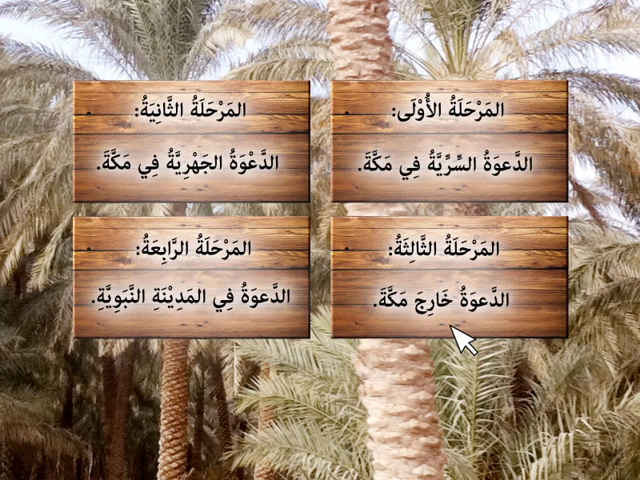 المَرْحَلَةُ الأُوْلَى:
الدَّعوَةُ السِّرِّيَّةُ فِي مَكَّةَ.
المَرْحَلَةُ الثَّانِيَةُ:
الدَّعْوَةُ الجَهْرِيَّةُ فِي مَكَّةَ.
المَرْحَلَةُ الثَّالِثَةُ:
الدَّعوَةُ خَارِجَ مَكَّةَ.
المَرْحَلَةُ الرَّابِعَةُ:
الدَّعوَةُ فِي المَدِيْنَةِ النَّبَوِيَّةِ.